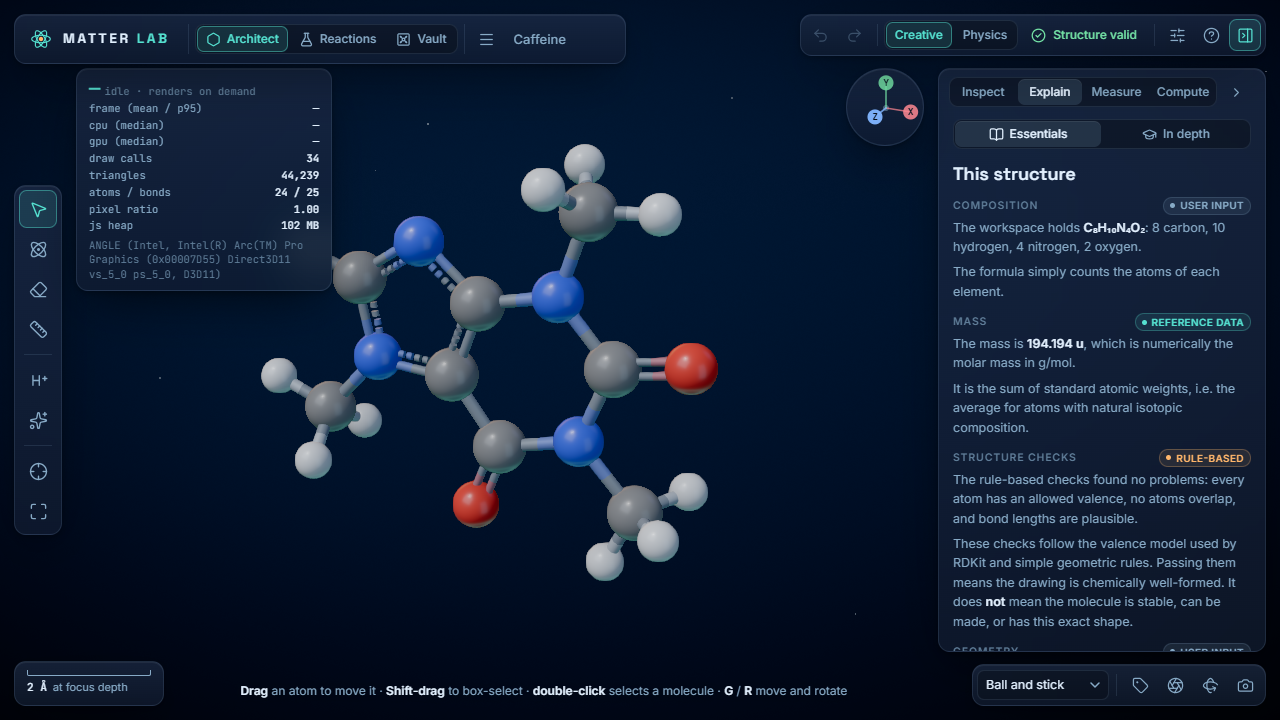 MATTER LAB
Architect
Reactions
Vault
Caffeine
Creative
Physics
Structure valid
idle · renders on demand
frame (mean / p95) —
cpu (median) —
gpu (median) —
draw calls 34
triangles 44,239
atoms / bonds 24 / 25
pixel ratio 1.00
js heap 102 MB
ANGLE (Intel, Intel(R) Arc(TM) Pro
Graphics (0x00007D55) Direct3D11
vs_5_0 ps_5_0, D3D11)
Y
X
Z
H⁺
Inspect
Explain
Measure
Compute
Essentials
In depth
This structure
COMPOSITION
USER INPUT
The workspace holds C₈H₁₀N₄O₂: 8 carbon, 10
hydrogen, 4 nitrogen, 2 oxygen.
The formula simply counts the atoms of each
element.
MASS
REFERENCE DATA
The mass is 194.194 u, which is numerically the
molar mass in g/mol.
It is the sum of standard atomic weights, i.e. the
average for atoms with natural isotopic
composition.
STRUCTURE CHECKS
RULE-BASED
The rule-based checks found no problems: every
atom has an allowed valence, no atoms overlap,
and bond lengths are plausible.
These checks follow the valence model used by
RDKit and simple geometric rules. Passing them
means the drawing is chemically well-formed. It
does not mean the molecule is stable, can be
made, or has this exact shape.
GEOMETRY
USER INPUT
2 Å at focus depth
Drag an atom to move it · Shift-drag to box-select · double-click selects a molecule · G / R move and rotate
Ball and stick